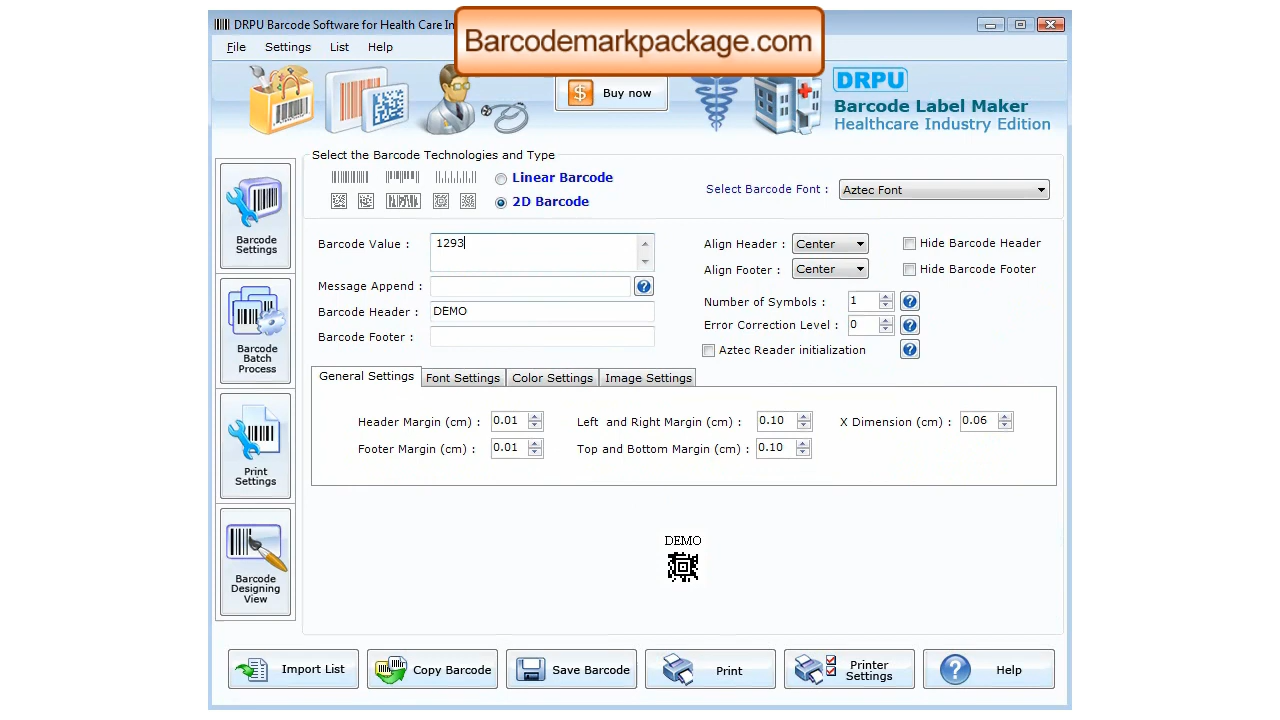 DRPU Barcode Software for Health Care In
Barcodemarkpackage.com
File Settings List Help
Buy now
DRPU
Barcode Label Maker
Healthcare Industry Edition
Select the Barcode Technologies and Type
Linear Barcode
2D Barcode
Select Barcode Font :
Aztec Font
Barcode Settings
Barcode Batch Process
Print Settings
Barcode Designing View
Barcode Value : 1293
Message Append :
Barcode Header : DEMO
Barcode Footer :
Align Header : Center
Hide Barcode Header
Align Footer : Center
Hide Barcode Footer
Number of Symbols : 1
Error Correction Level : 0
Aztec Reader initialization
General Settings Font Settings Color Settings Image Settings
Header Margin (cm) : 0.01 Left and Right Margin (cm) : 0.10 X Dimension (cm) : 0.06
Footer Margin (cm) : 0.01 Top and Bottom Margin (cm) : 0.10
DEMO
Import List
Copy Barcode
Save Barcode
Print
Printer Settings
Help